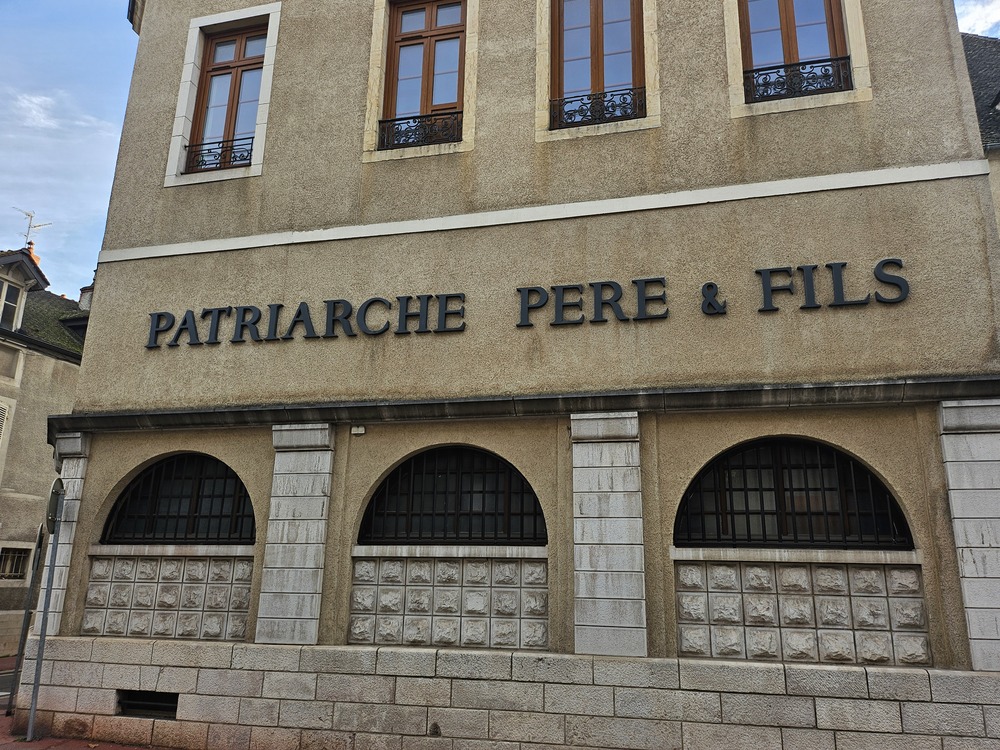 PATRIARCHE PERE & FILS